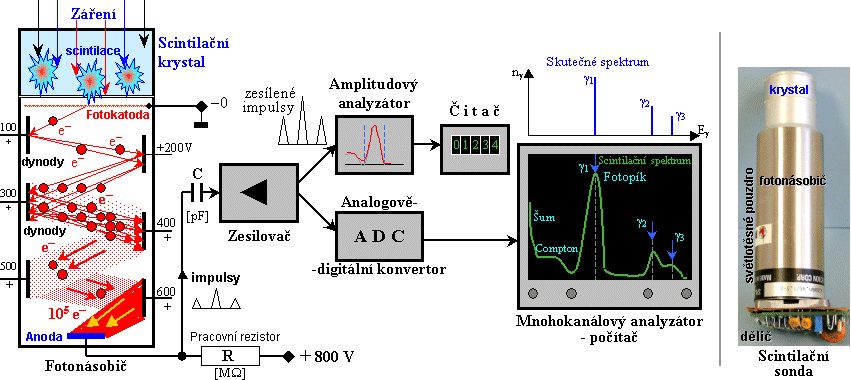 Záření
scintilace
Scintilační
krystal
Fotokatoda
−0
e−
100
+
e−
e−
+200V
dynody
300
+
e−
400
+
dynody
e−
500
+
600
+
10⁵ e−
Anoda
Fotonásobič
C
[pF]
impulsy
Pracovní rezistor
R
[MΩ]
+800 V
zesílené
impulsy
Zesilovač
Amplitudový
analyzátor
Čitač
01234
Analogově-
ADC
-digitální konvertor
Skutečné spektrum
nγ
γ1
γ2
γ3
Eγ
Scintilační spektrum
γ1
Fotopík
Šum
Compton
γ2
γ3
Mnohokanálový analyzátor
- počítač
krystal
fotonásobič
světlotěsné pouzdro
dělič
Scintilační
sonda